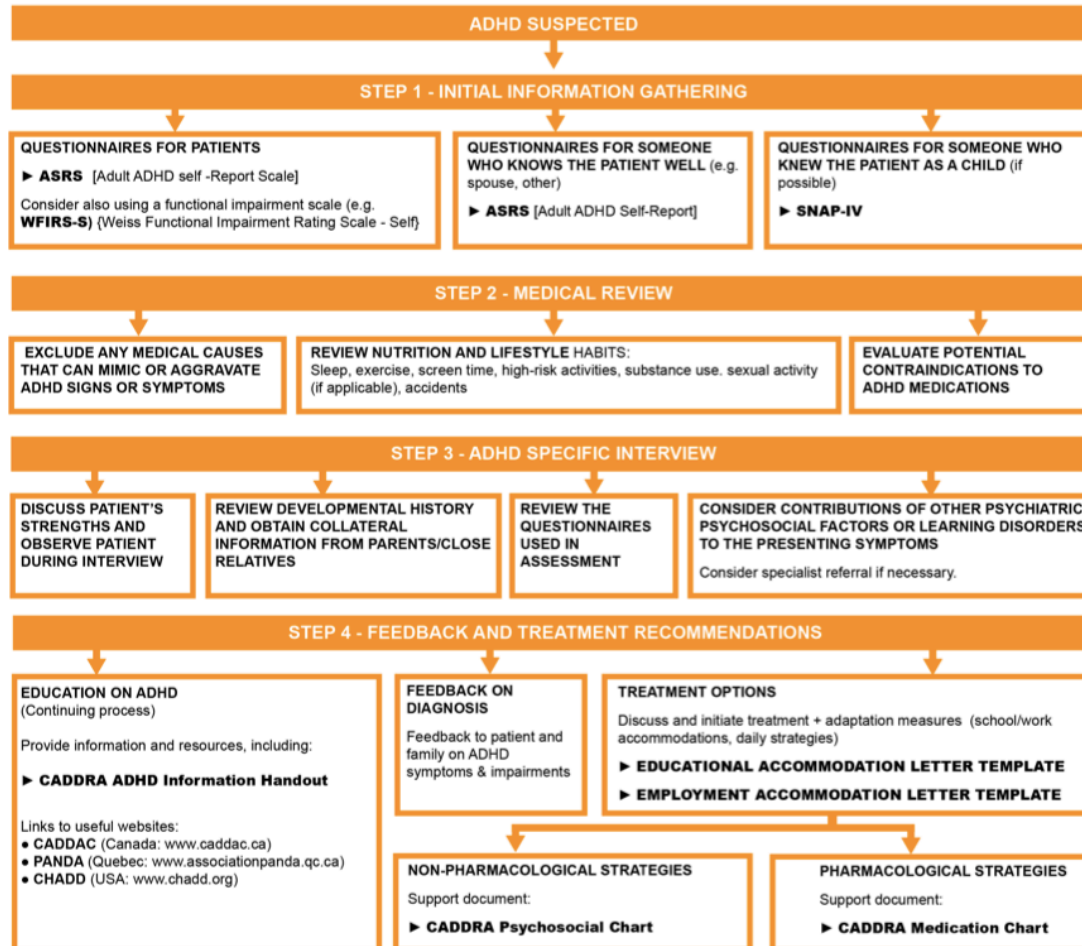 ADHD SUSPECTED
STEP 1 - INITIAL INFORMATION GATHERING
QUESTIONNAIRES FOR PATIENTS
► ASRS [Adult ADHD self -Report Scale]
Consider also using a functional impairment scale (e.g.
WFIRS-S) {Weiss Functional Impairment Rating Scale - Self}
QUESTIONNAIRES FOR SOMEONE
WHO KNOWS THE PATIENT WELL (e.g.
spouse, other)
► ASRS [Adult ADHD Self-Report]
QUESTIONNAIRES FOR SOMEONE WHO
KNEW THE PATIENT AS A CHILD (if
possible)
► SNAP-IV
STEP 2 - MEDICAL REVIEW
EXCLUDE ANY MEDICAL CAUSES
THAT CAN MIMIC OR AGGRAVATE
ADHD SIGNS OR SYMPTOMS
REVIEW NUTRITION AND LIFESTYLE HABITS:
Sleep, exercise, screen time, high-risk activities, substance use. sexual activity
(if applicable), accidents
EVALUATE POTENTIAL
CONTRAINDICATIONS TO
ADHD MEDICATIONS
STEP 3 - ADHD SPECIFIC INTERVIEW
DISCUSS PATIENT'S
STRENGTHS AND
OBSERVE PATIENT
DURING INTERVIEW
REVIEW DEVELOPMENTAL HISTORY
AND OBTAIN COLLATERAL
INFORMATION FROM PARENTS/CLOSE
RELATIVES
REVIEW THE
QUESTIONNAIRES
USED IN
ASSESSMENT
CONSIDER CONTRIBUTIONS OF OTHER PSYCHIATRIC
PSYCHOSOCIAL FACTORS OR LEARNING DISORDERS
TO THE PRESENTING SYMPTOMS
Consider specialist referral if necessary.
STEP 4 - FEEDBACK AND TREATMENT RECOMMENDATIONS
EDUCATION ON ADHD
(Continuing process)
Provide information and resources, including:
► CADDRA ADHD Information Handout
Links to useful websites:
● CADDAC (Canada: www.caddac.ca)
● PANDA (Quebec: www.associationpanda.qc.ca)
● CHADD (USA: www.chadd.org)
FEEDBACK ON
DIAGNOSIS
Feedback to patient and
family on ADHD
symptoms & impairments
TREATMENT OPTIONS
Discuss and initiate treatment + adaptation measures (school/work
accommodations, daily strategies)
► EDUCATIONAL ACCOMMODATION LETTER TEMPLATE
► EMPLOYMENT ACCOMMODATION LETTER TEMPLATE
NON-PHARMACOLOGICAL STRATEGIES
Support document:
► CADDRA Psychosocial Chart
PHARMACOLOGICAL STRATEGIES
Support document:
► CADDRA Medication Chart